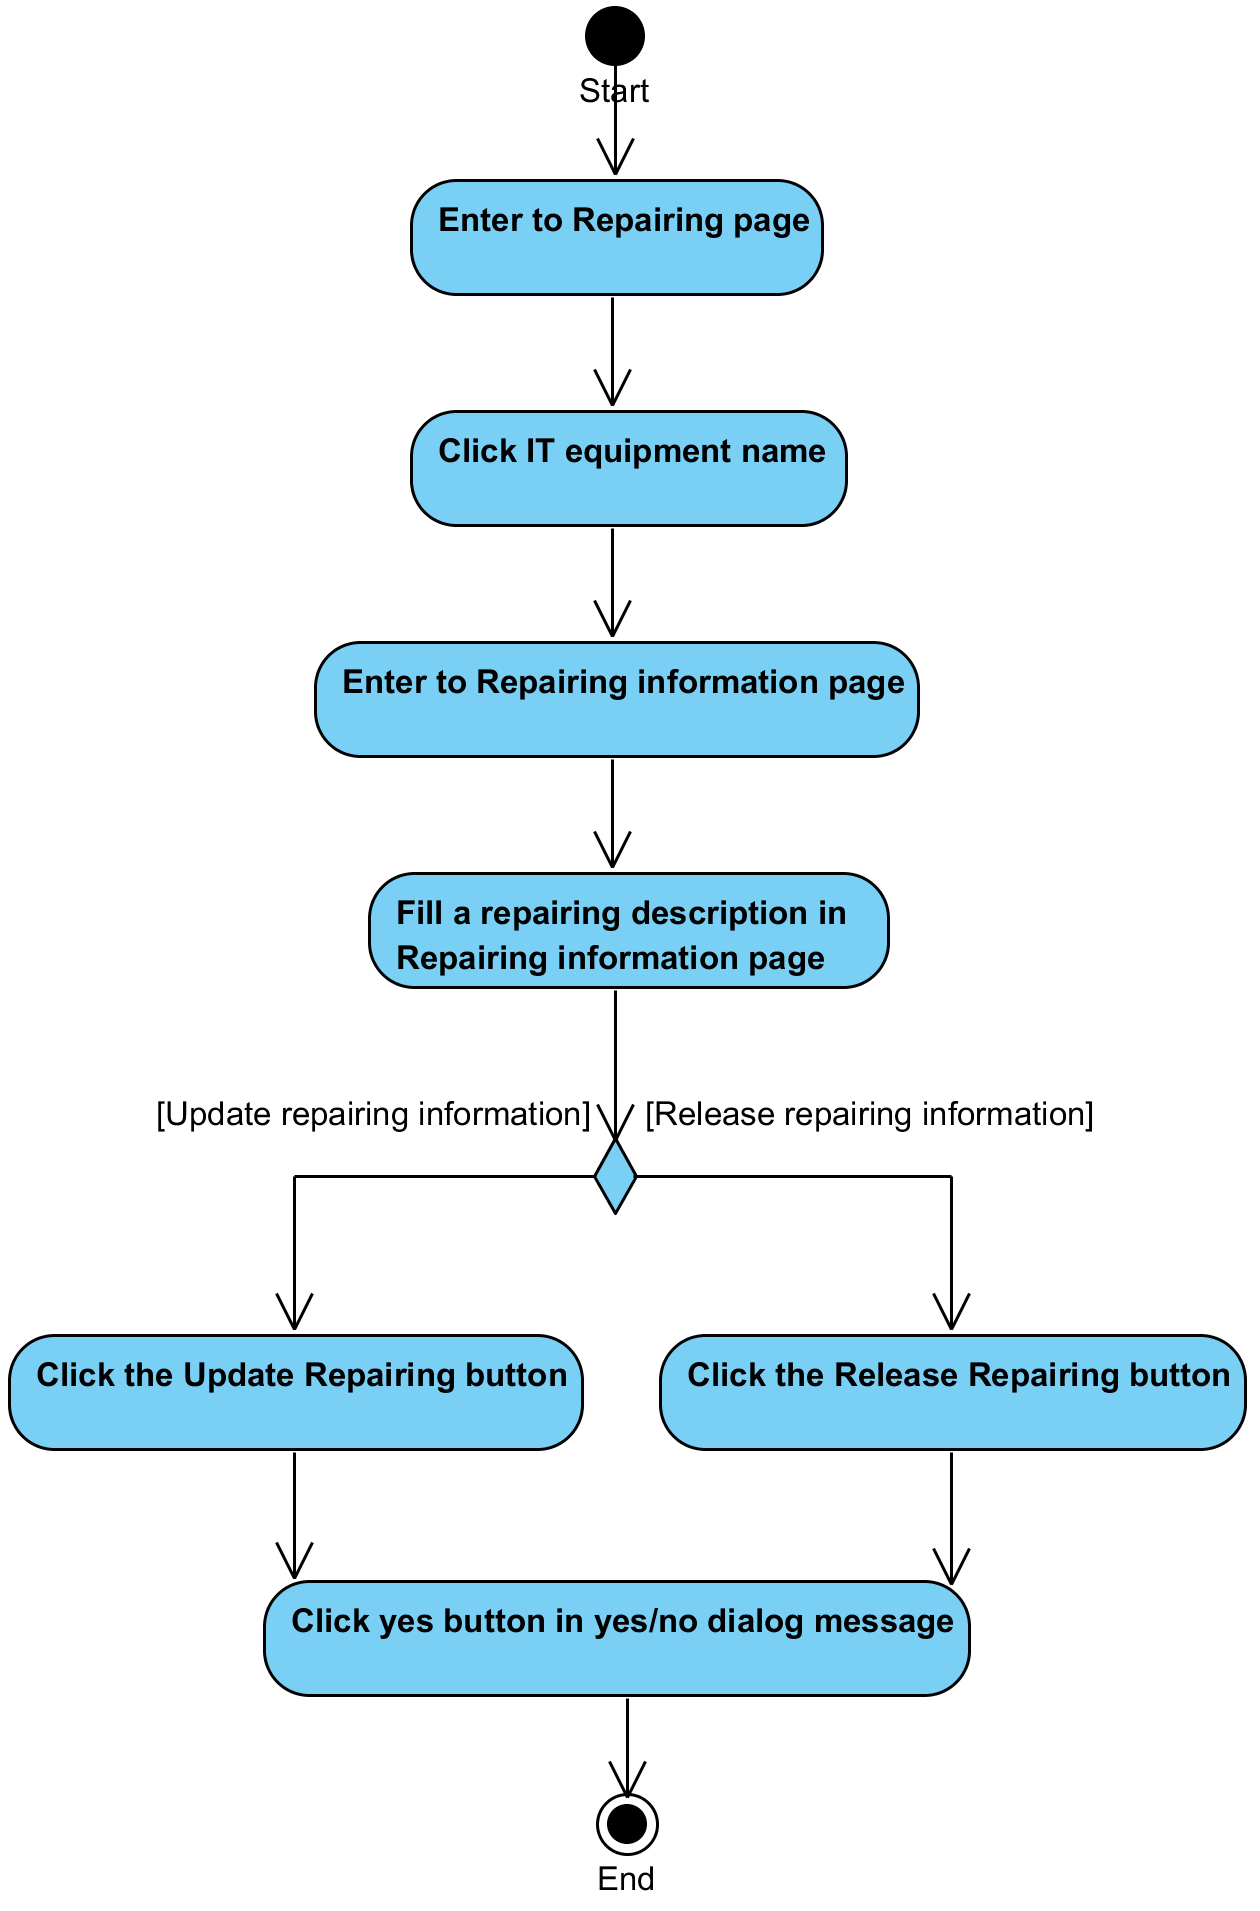 Start
Enter to Repairing page
Click IT equipment name
Enter to Repairing information page
Fill a repairing description in
Repairing information page
[Update repairing information]
[Release repairing information]
Click the Update Repairing button
Click the Release Repairing button
Click yes button in yes/no dialog message
End